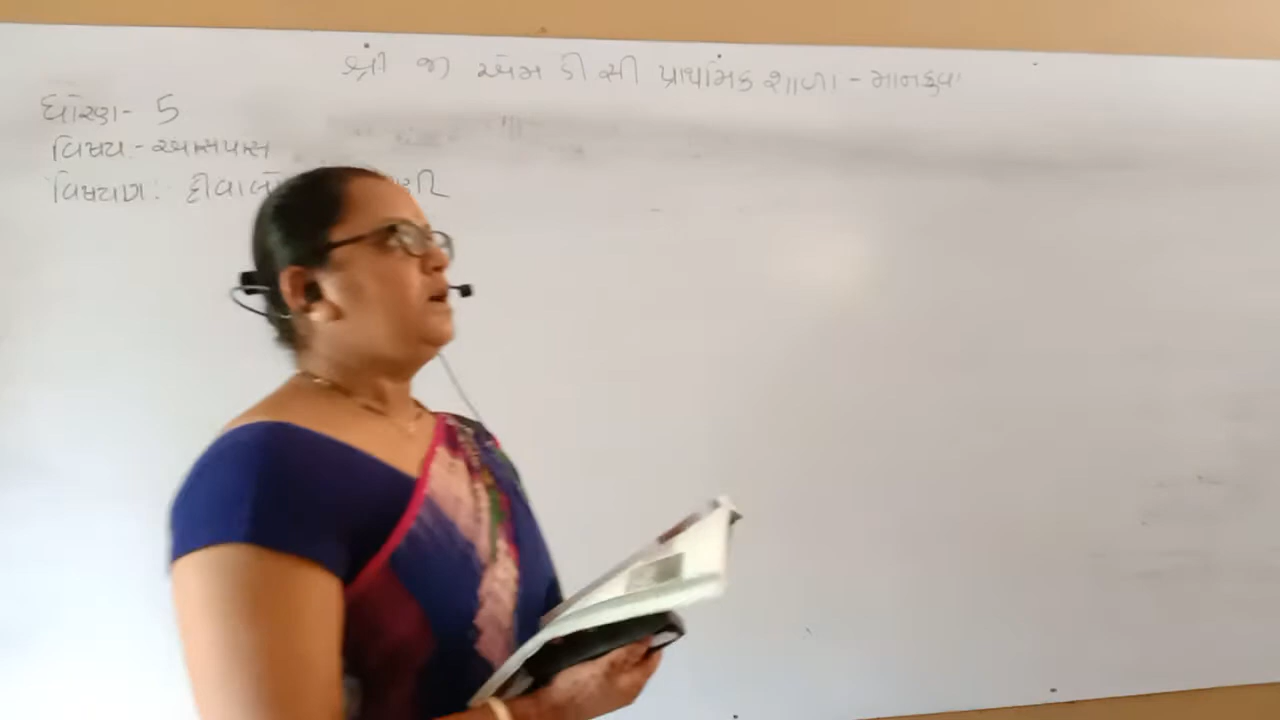 શ્રી જી એમ ડી સી પ્રાથમિક શાળા - માનકુવા
ધોરણ - 5
વિષય:- આસપાસ
વિષયાંગ: દીવાલ